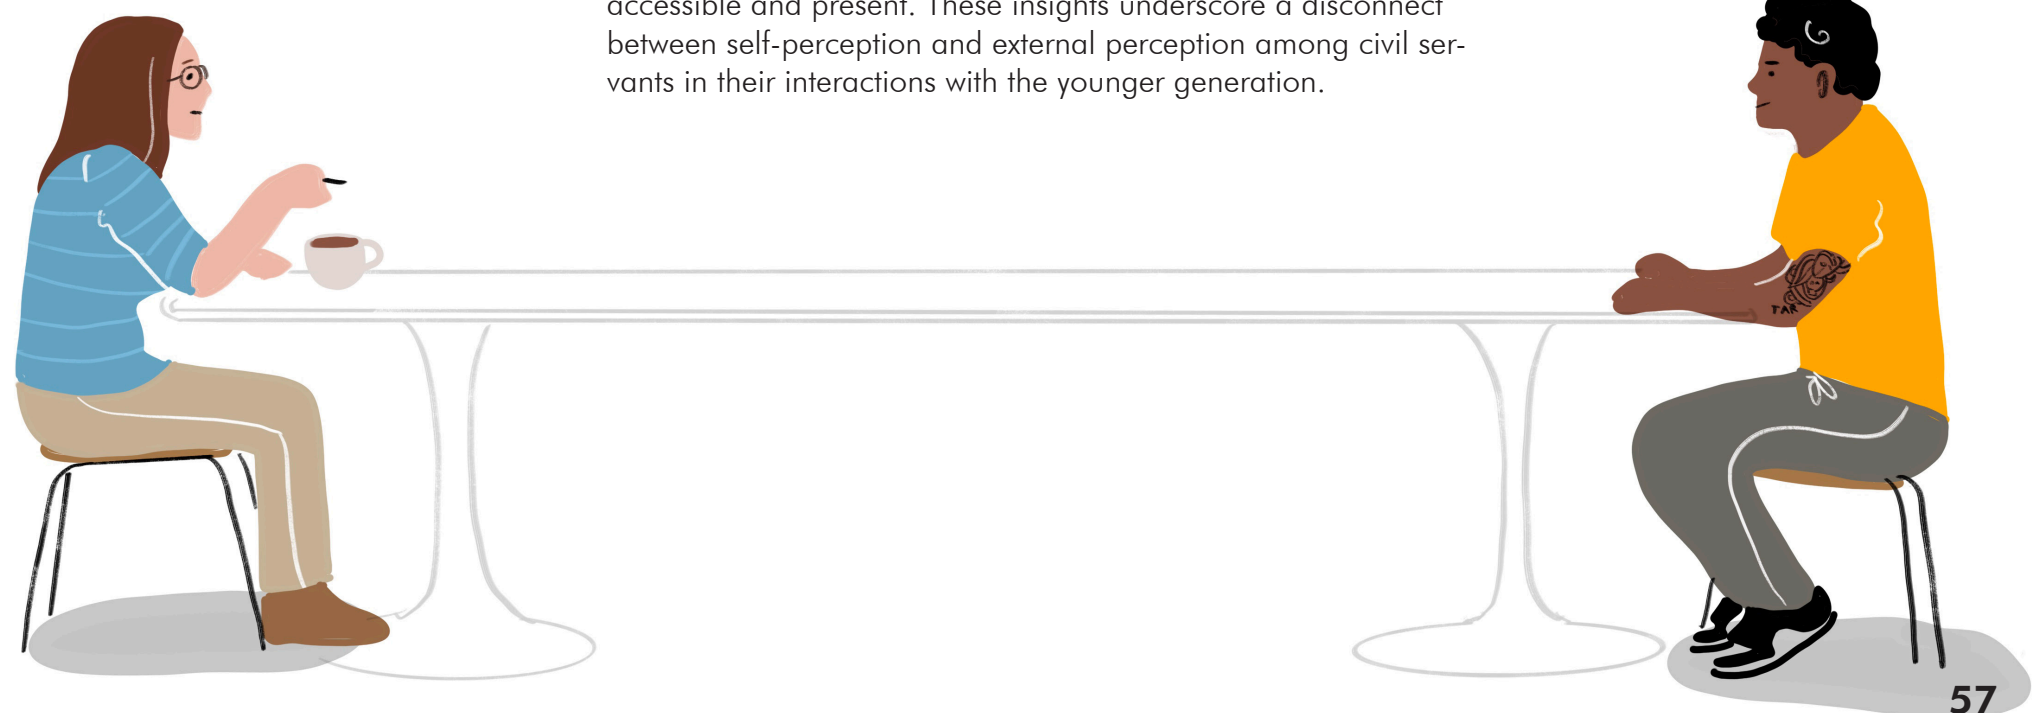 accessible and present. These insights underscore a disconnect
between self-perception and external perception among civil ser-
vants in their interactions with the younger generation.
TAR
57